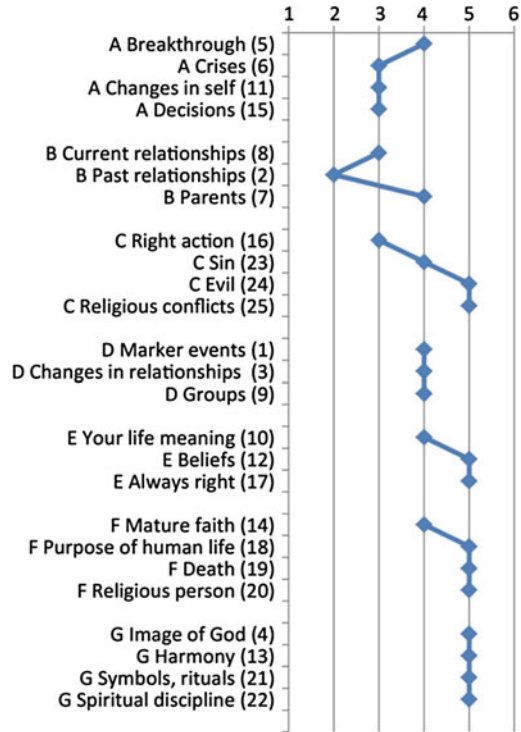 1 2 3 4 5 6
A Breakthrough (5)
A Crises (6)
A Changes in self (11)
A Decisions (15)
B Current relationships (8)
B Past relationships (2)
B Parents (7)
C Right action (16)
C Sin (23)
C Evil (24)
C Religious conflicts (25)
D Marker events (1)
D Changes in relationships (3)
D Groups (9)
E Your life meaning (10)
E Beliefs (12)
E Always right (17)
F Mature faith (14)
F Purpose of human life (18)
F Death (19)
F Religious person (20)
G Image of God (4)
G Harmony (13)
G Symbols, rituals (21)
G Spiritual discipline (22)